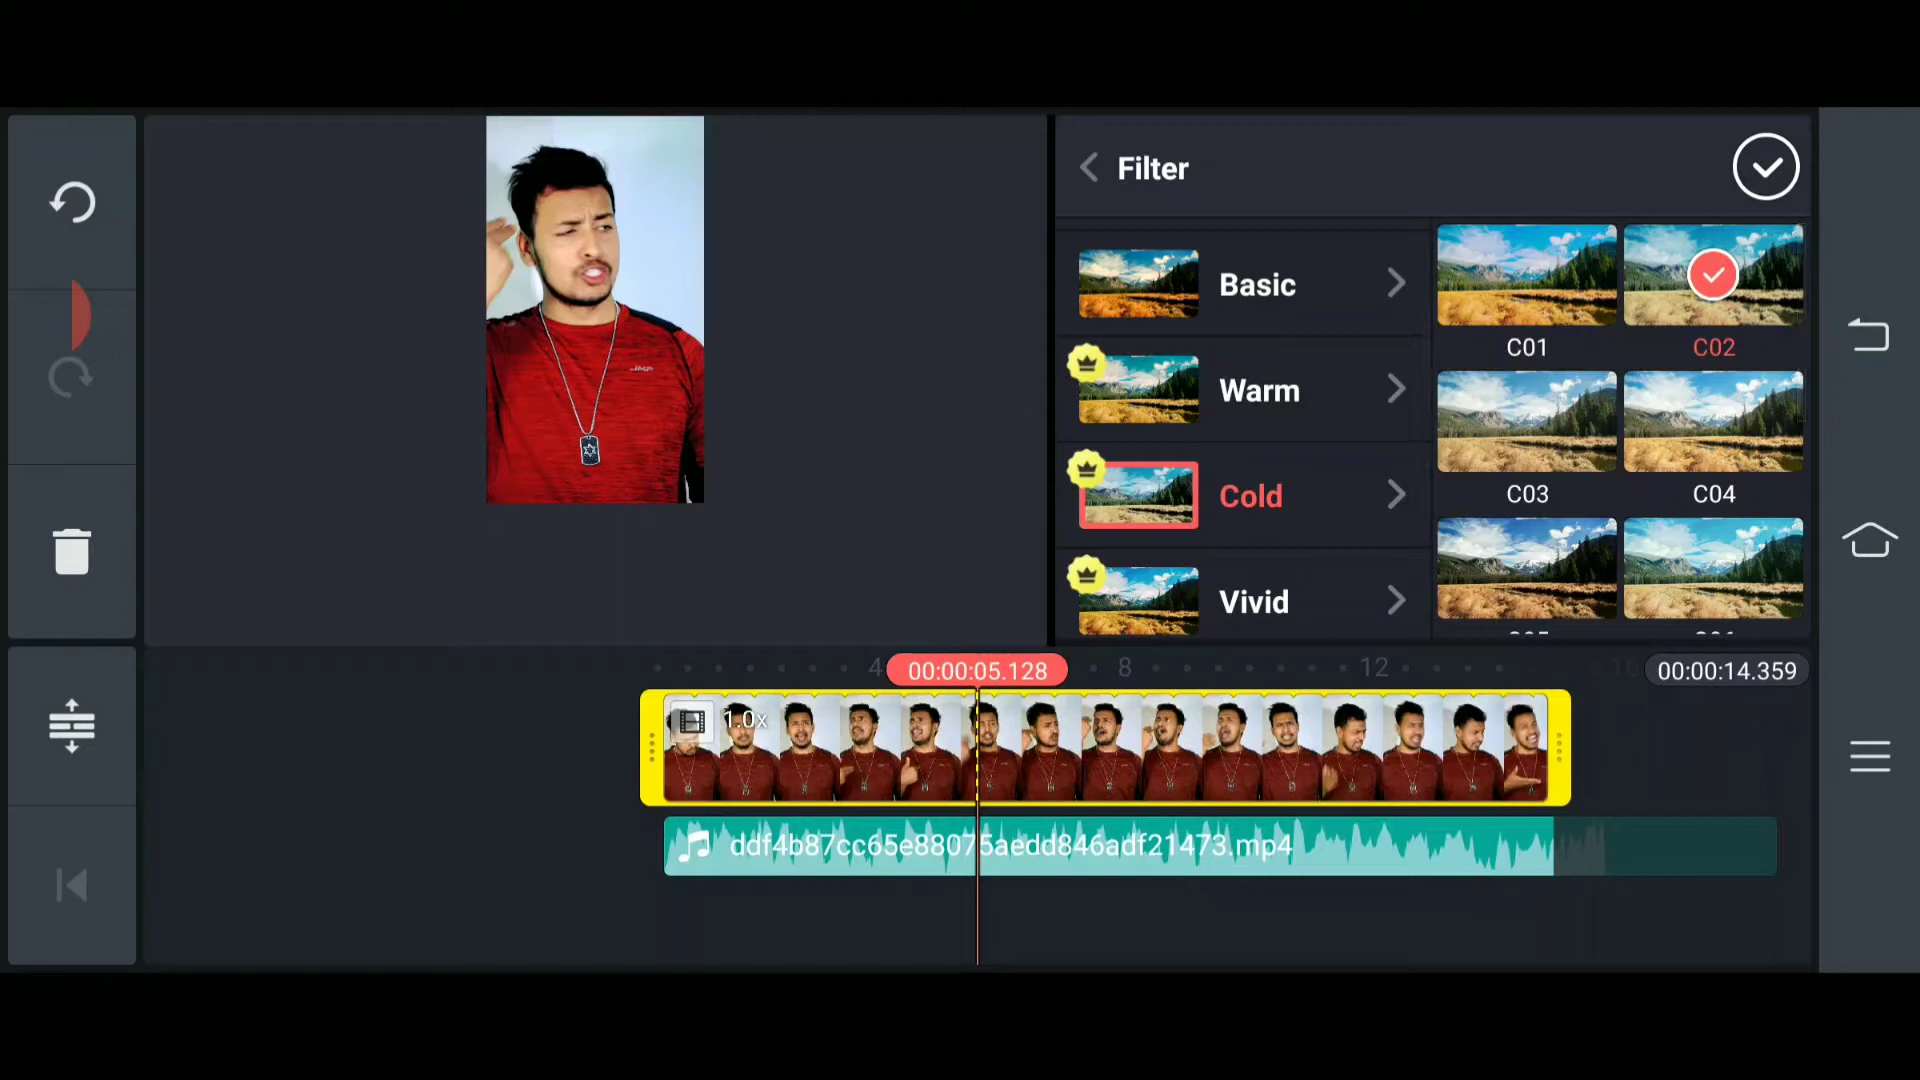 Filter
Basic
Warm
Cold
Vivid
C01
C02
C03
C04
4
00:00:05.128
8
12
16
00:00:14.359
1.0x
ddf4b87cc65e88075aedd846adf21473.mp4